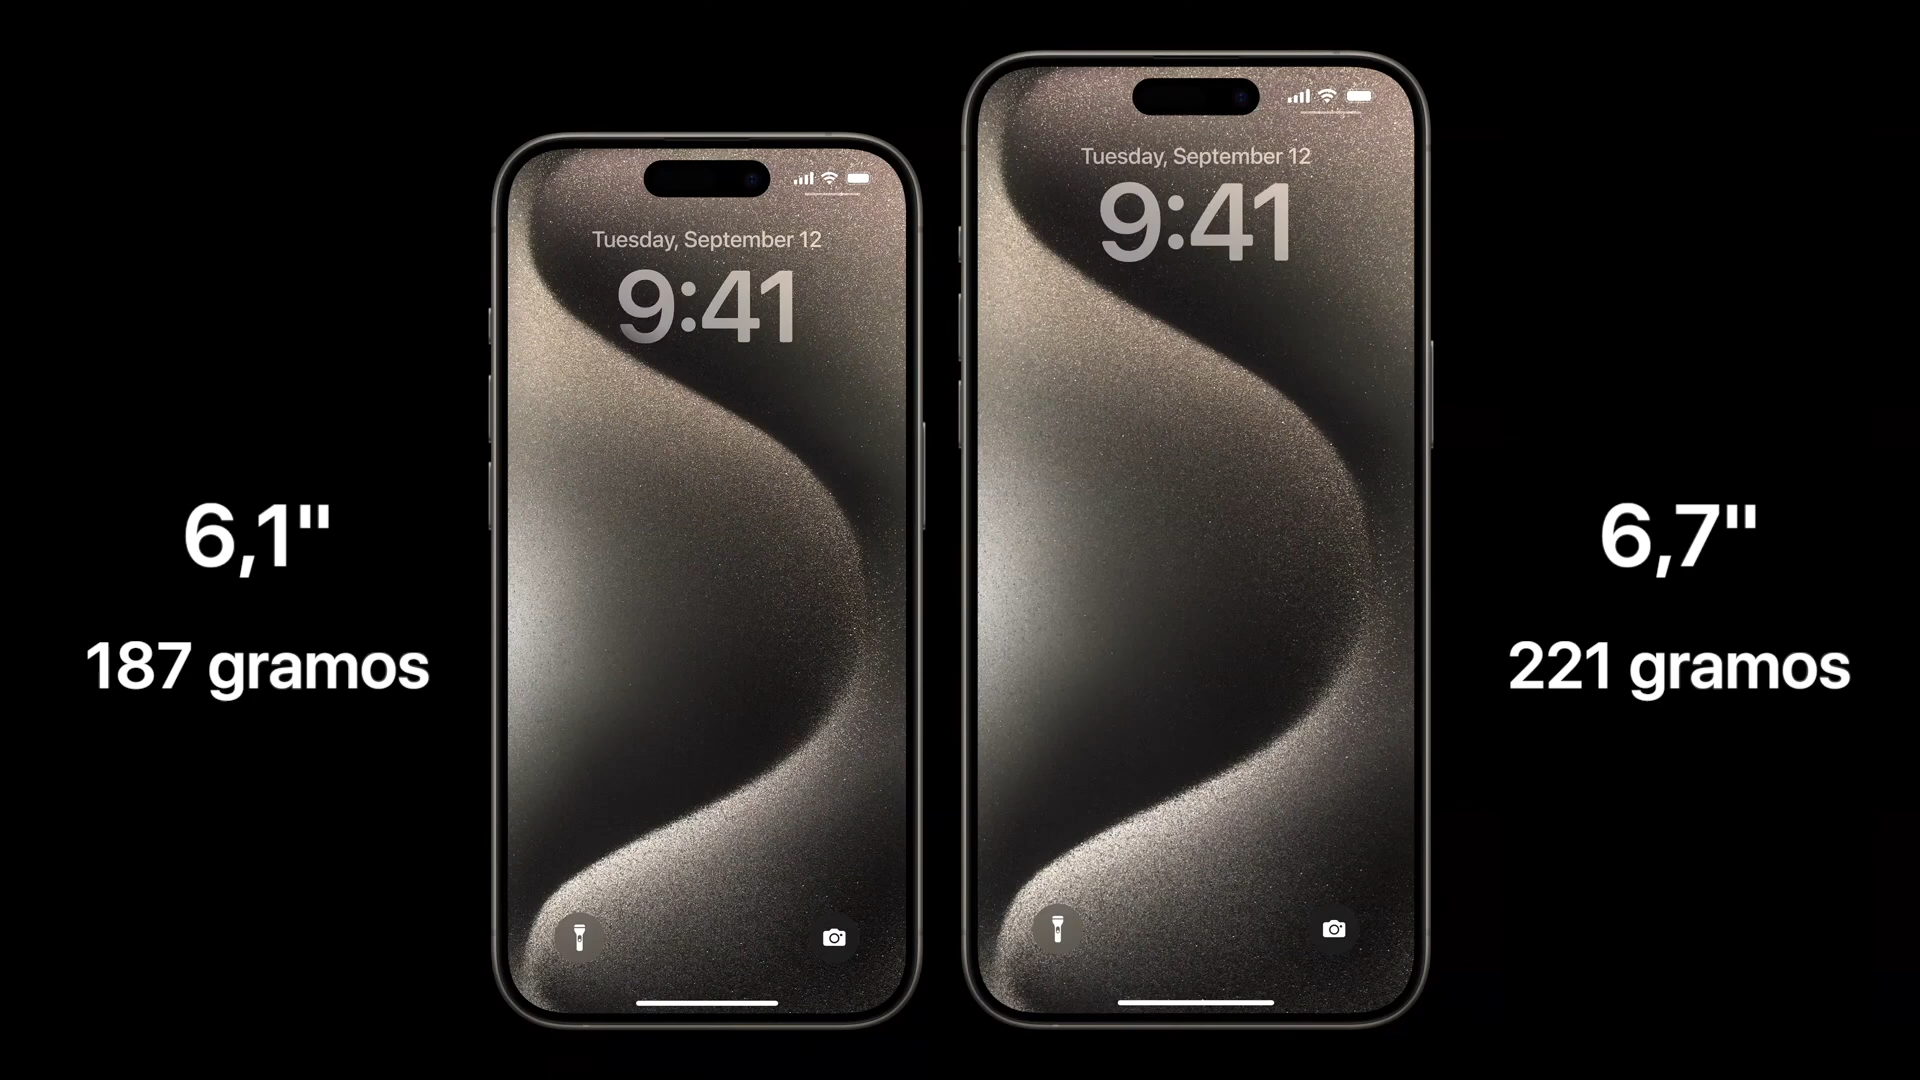 6,1"
187 gramos
Tuesday, September 12
9:41
Tuesday, September 12
9:41
6,7"
221 gramos